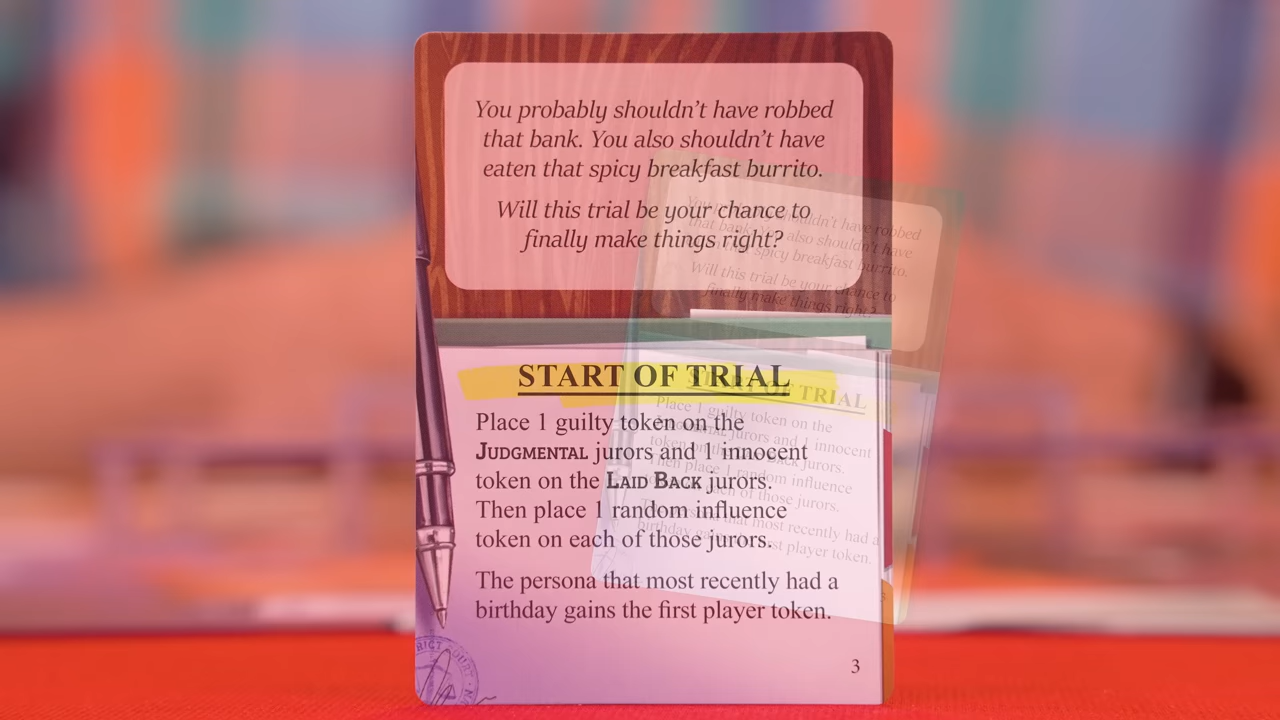 You probably shouldn't have robbed
that bank. You also shouldn't have
eaten that spicy breakfast burrito.
Will this trial be your chance to
finally make things right?
START OF TRIAL
Place 1 guilty token on the
JUDGMENTAL jurors and 1 innocent
token on the LAID BACK jurors.
Then place 1 random influence
token on each of those jurors.
The persona that most recently had a
birthday gains the first player token.
3